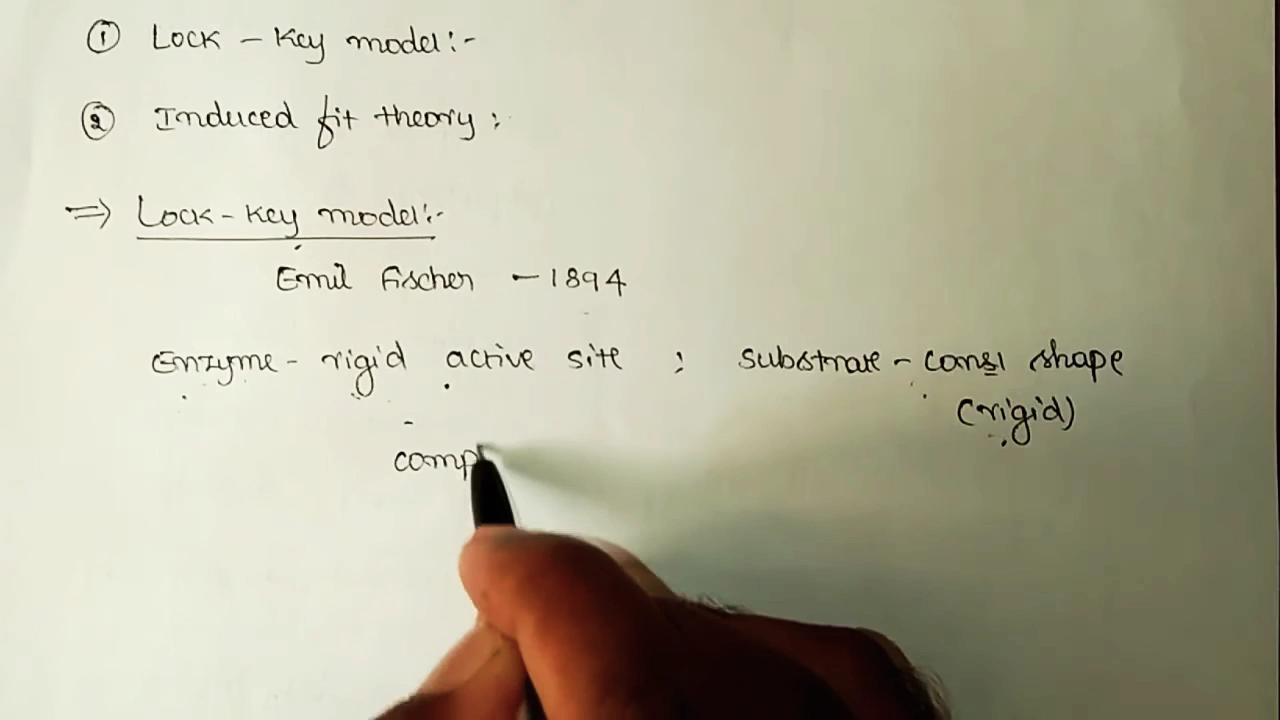 ① Lock - Key model:-
② Induced fit theory:
⇒ Lock - Key model:-
Emil Fischer - 1894
Enzyme - rigid active site ; substrate - const shape
(rigid)
comp